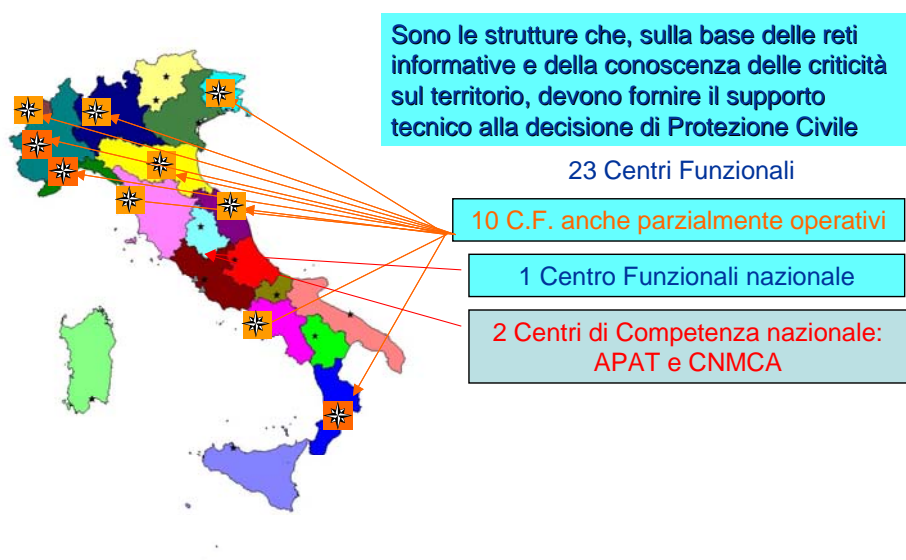 Sono le strutture che, sulla base delle reti
informative e della conoscenza delle criticità
sul territorio, devono fornire il supporto
tecnico alla decisione di Protezione Civile
23 Centri Funzionali
10 C.F. anche parzialmente operativi
1 Centro Funzionali nazionale
2 Centri di Competenza nazionale:
APAT e CNMCA